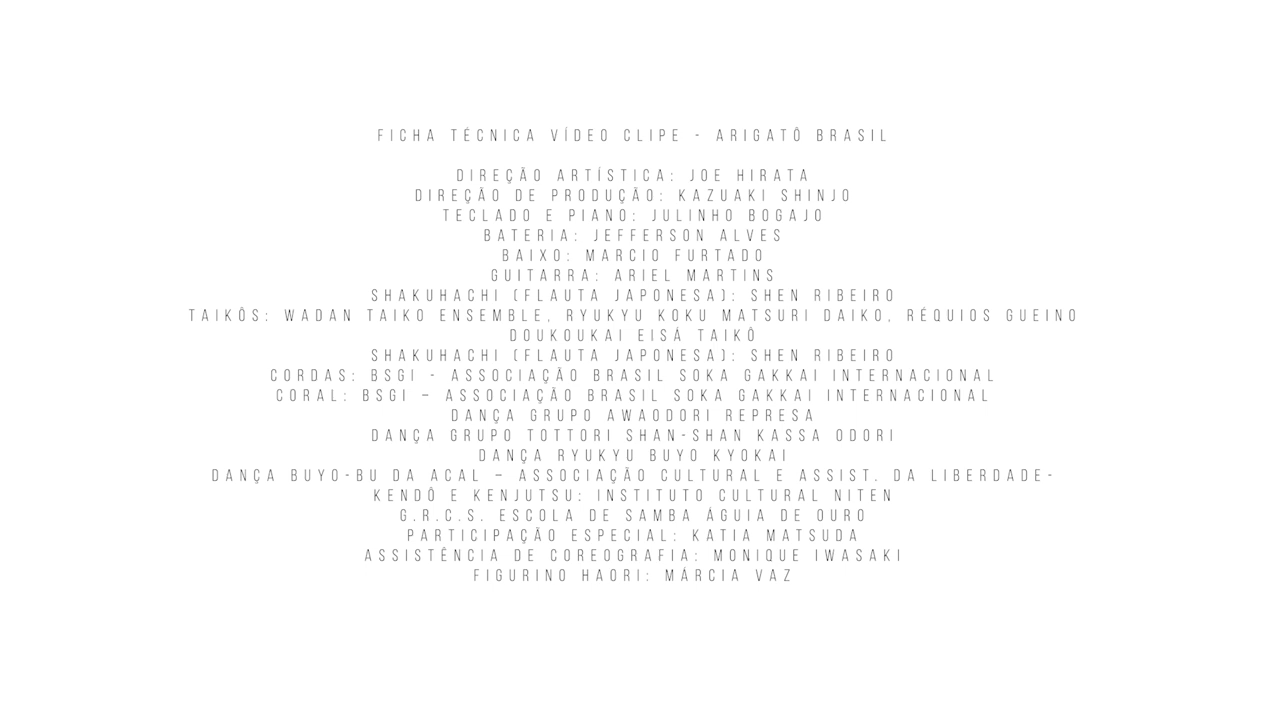 FICHA TÉCNICA VÍDEO CLIPE - ARIGATÔ BRASIL
DIREÇÃO ARTÍSTICA: JOE HIRATA
DIREÇÃO DE PRODUÇÃO: KAZUAKI SHINJO
TECLADO E PIANO: JULINHO BOGAJO
BATERIA: JEFFERSON ALVES
BAIXO: MARCIO FURTADO
GUITARRA: ARIEL MARTINS
SHAKUHACHI (FLAUTA JAPONESA): SHEN RIBEIRO
TAIKÔS: WADAN TAIKO ENSEMBLE, RYUKYU KOKU MATSURI DAIKO, RÉQUIOS GUEINO
DOUKOUKAI EISÁ TAIKÔ
SHAKUHACHI (FLAUTA JAPONESA): SHEN RIBEIRO
CORDAS: BSGI - ASSOCIAÇÃO BRASIL SOKA GAKKAI INTERNACIONAL
CORAL: BSGI – ASSOCIAÇÃO BRASIL SOKA GAKKAI INTERNACIONAL
DANÇA GRUPO AWAODORI REPRESA
DANÇA GRUPO TOTTORI SHAN-SHAN KASSA ODORI
DANÇA RYUKYU BUYO KYOKAI
DANÇA BUYO-BU DA ACAL – ASSOCIAÇÃO CULTURAL E ASSIST. DA LIBERDADE-
KENDÔ E KENJUTSU: INSTITUTO CULTURAL NITEN
G.R.C.S. ESCOLA DE SAMBA ÁGUIA DE OURO
PARTICIPAÇÃO ESPECIAL: KATIA MATSUDA
ASSISTÊNCIA DE COREOGRAFIA: MONIQUE IWASAKI
FIGURINO HAORI: MÁRCIA VAZ